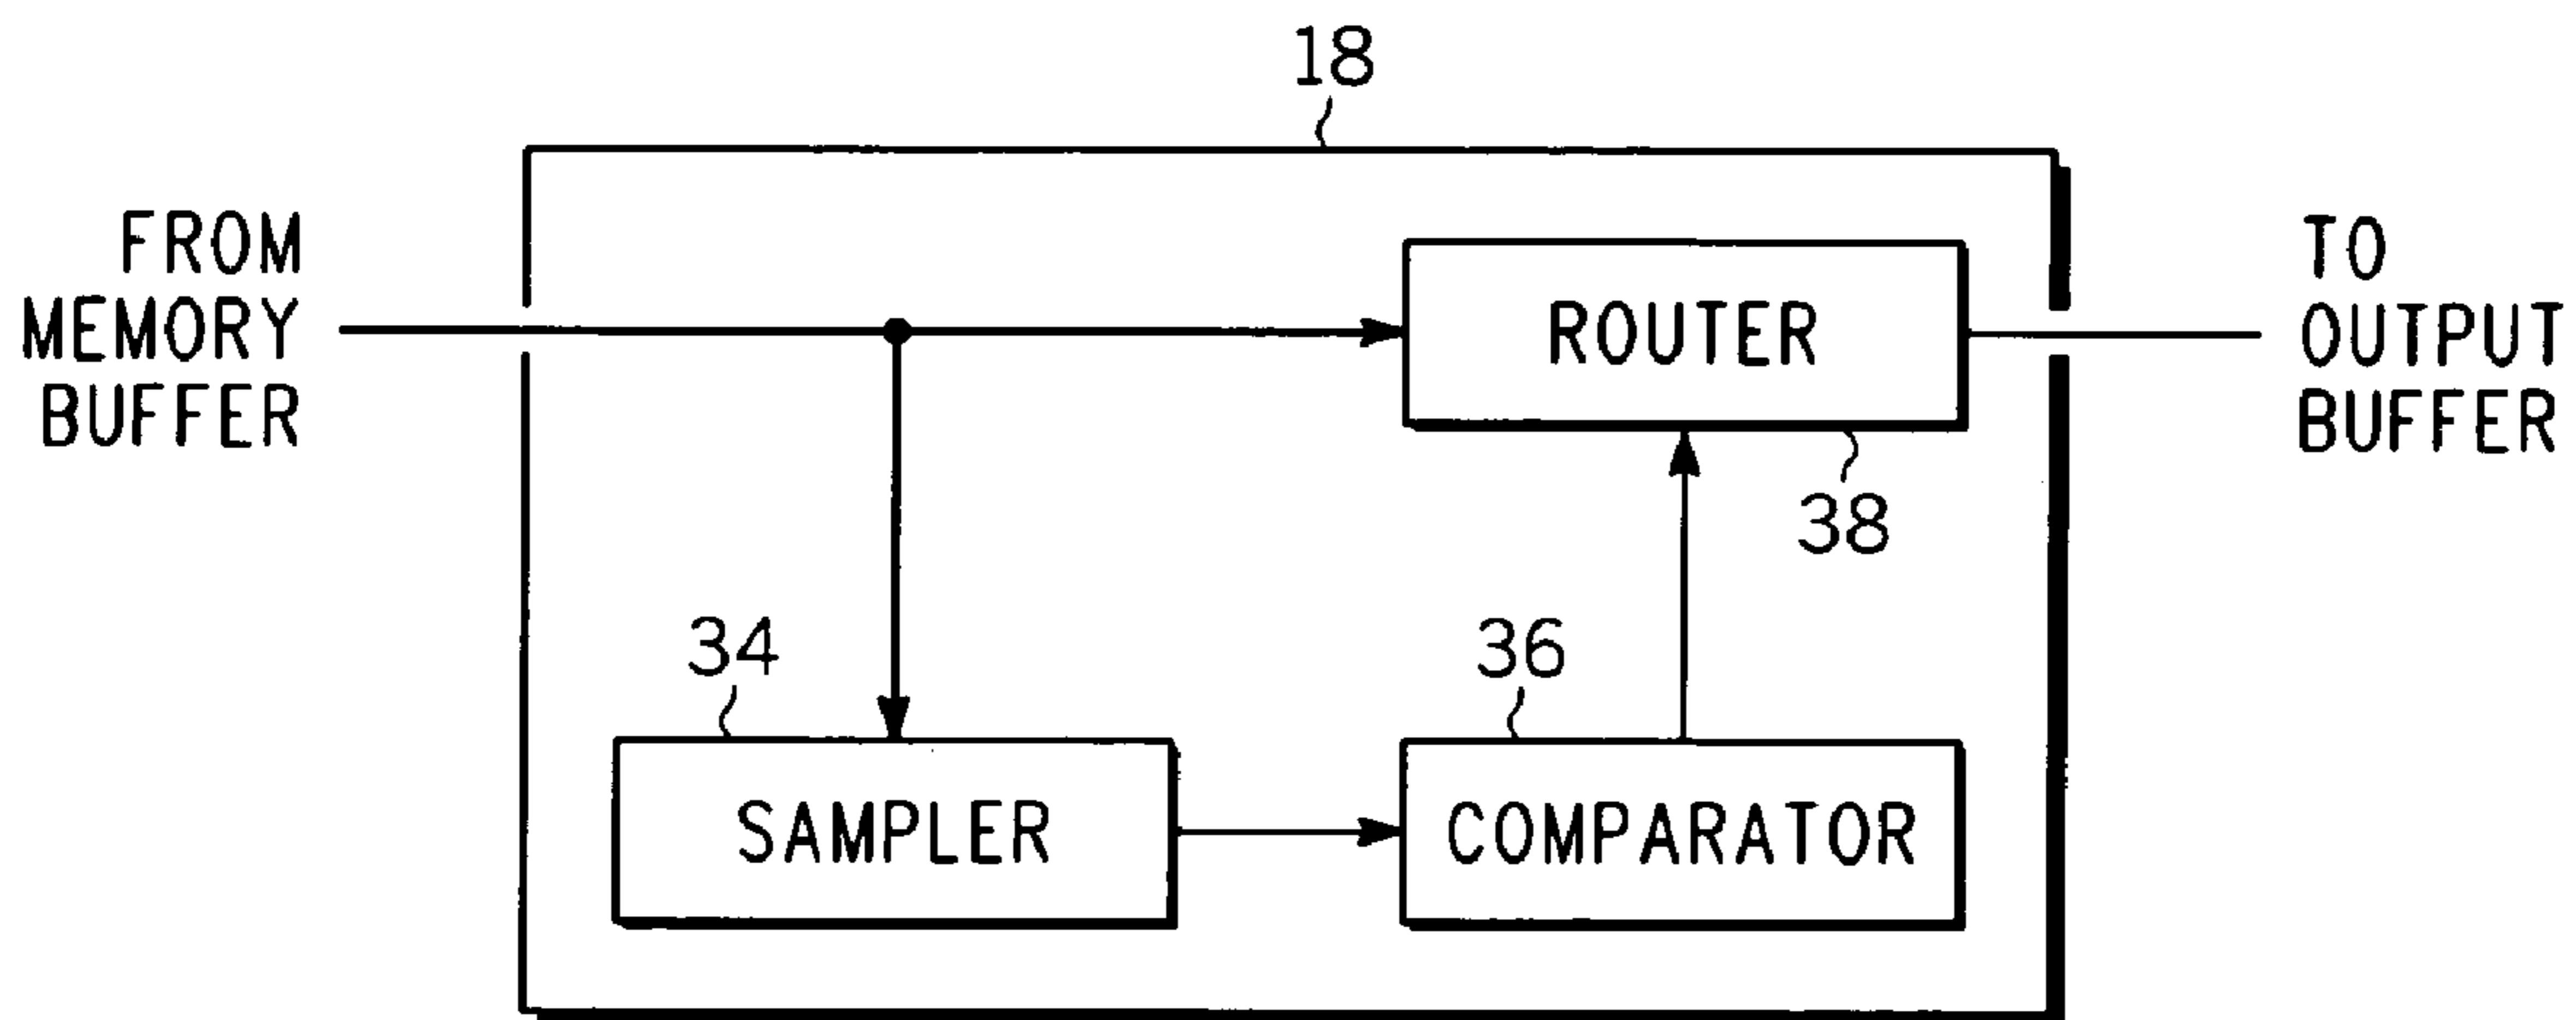 18
FROM
MEMORY
BUFFER
ROUTER
TO
OUTPUT
BUFFER
38
34
36
SAMPLER
COMPARATOR